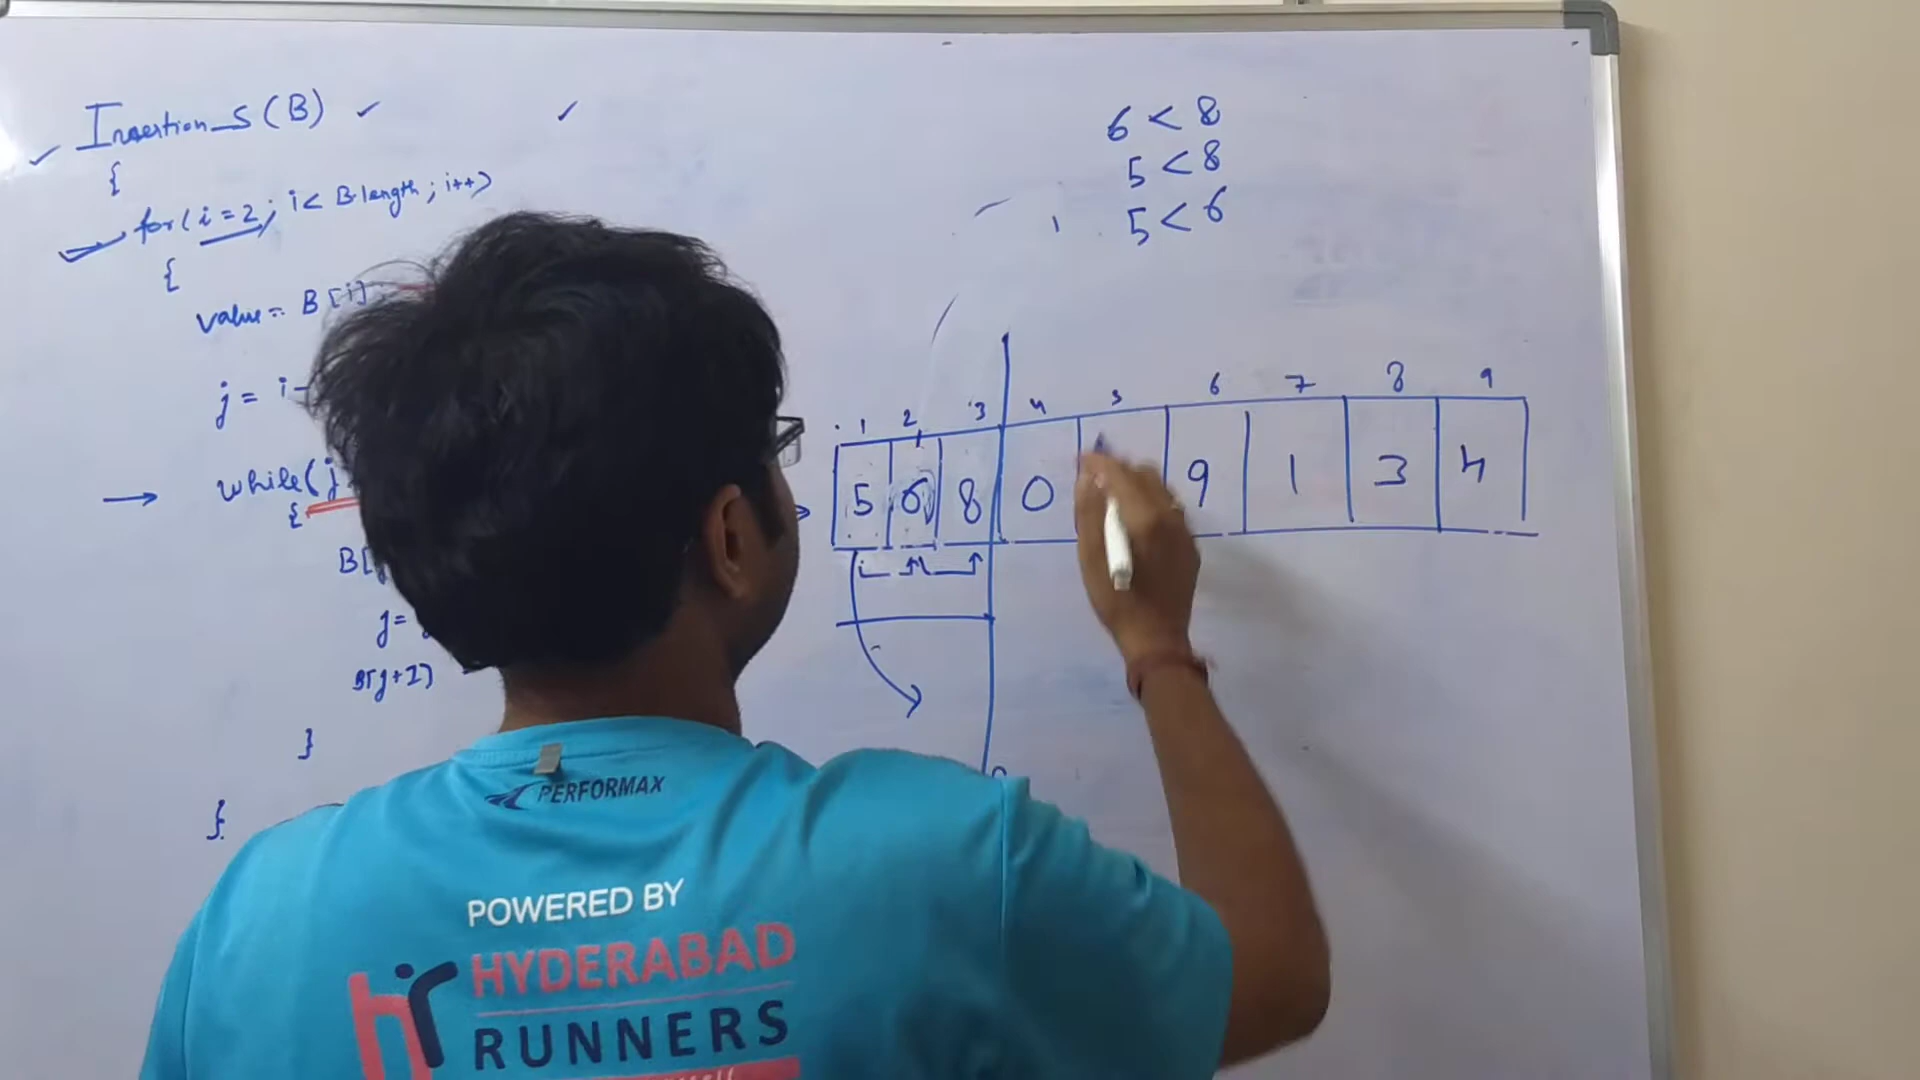 Insertion_S(B)
{
for(i=2; i< B.length; i++)
{
value = B[i]
j = i-
while(j
{
B[
j=
B[j+1)
}
}
6 < 8
5 < 8
5 < 6
1 2 3 4 5 6 7 8 9
5 6 8 0 9 1 3 4
PERFORMAX
POWERED BY
HYDERABAD
RUNNERS